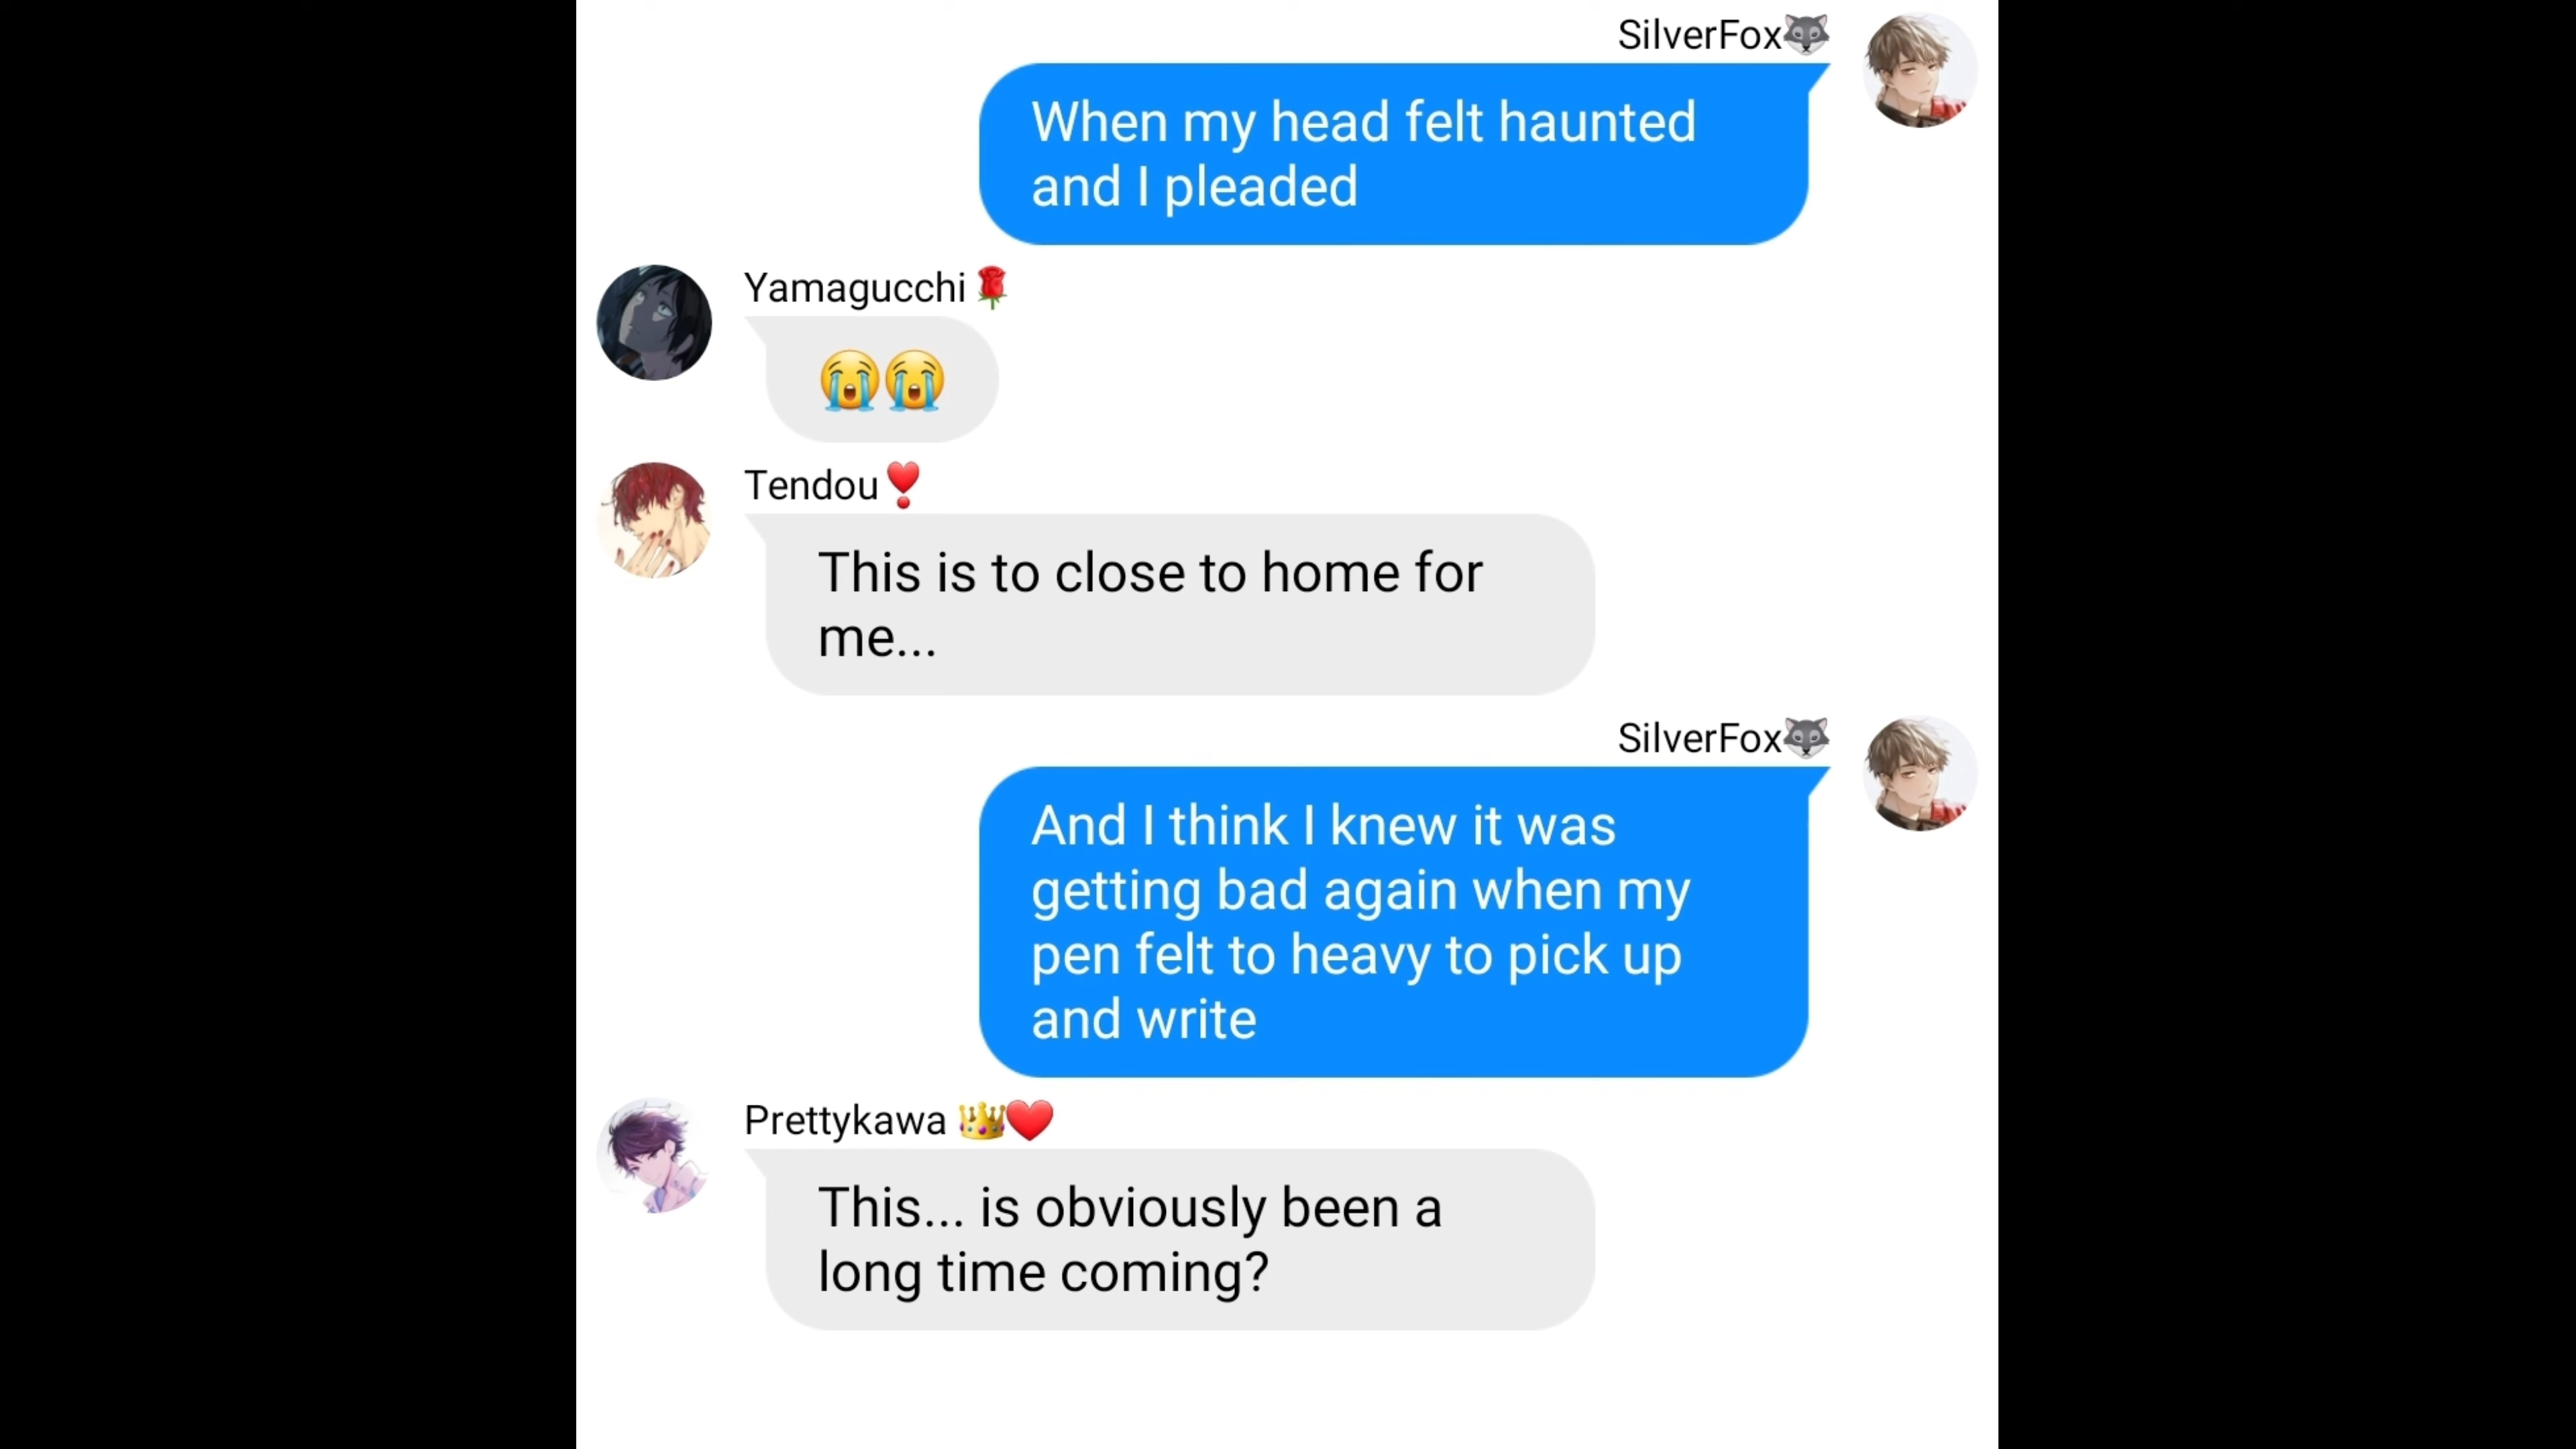 SilverFox🐺
When my head felt haunted
and I pleaded
Yamagucchi🌹
😭😭
Tendou❣️
This is to close to home for
me...
SilverFox🐺
And I think I knew it was
getting bad again when my
pen felt to heavy to pick up
and write
Prettykawa 👑❤️
This... is obviously been a
long time coming?